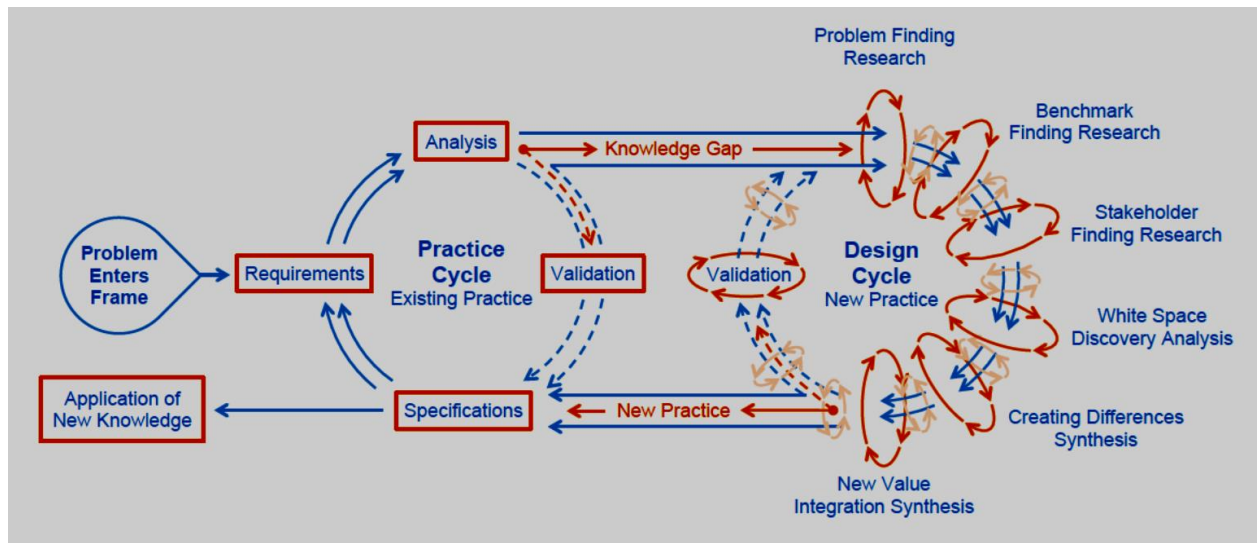 Problem Finding
Research
Benchmark
Finding Research
Analysis
Knowledge Gap
Stakeholder
Finding Research
Problem
Enters
Frame
Requirements
Practice
Cycle
Existing Practice
Validation
Validation
Design
Cycle
New Practice
White Space
Discovery Analysis
Application of
New Knowledge
Specifications
New Practice
Creating Differences
Synthesis
New Value
Integration Synthesis